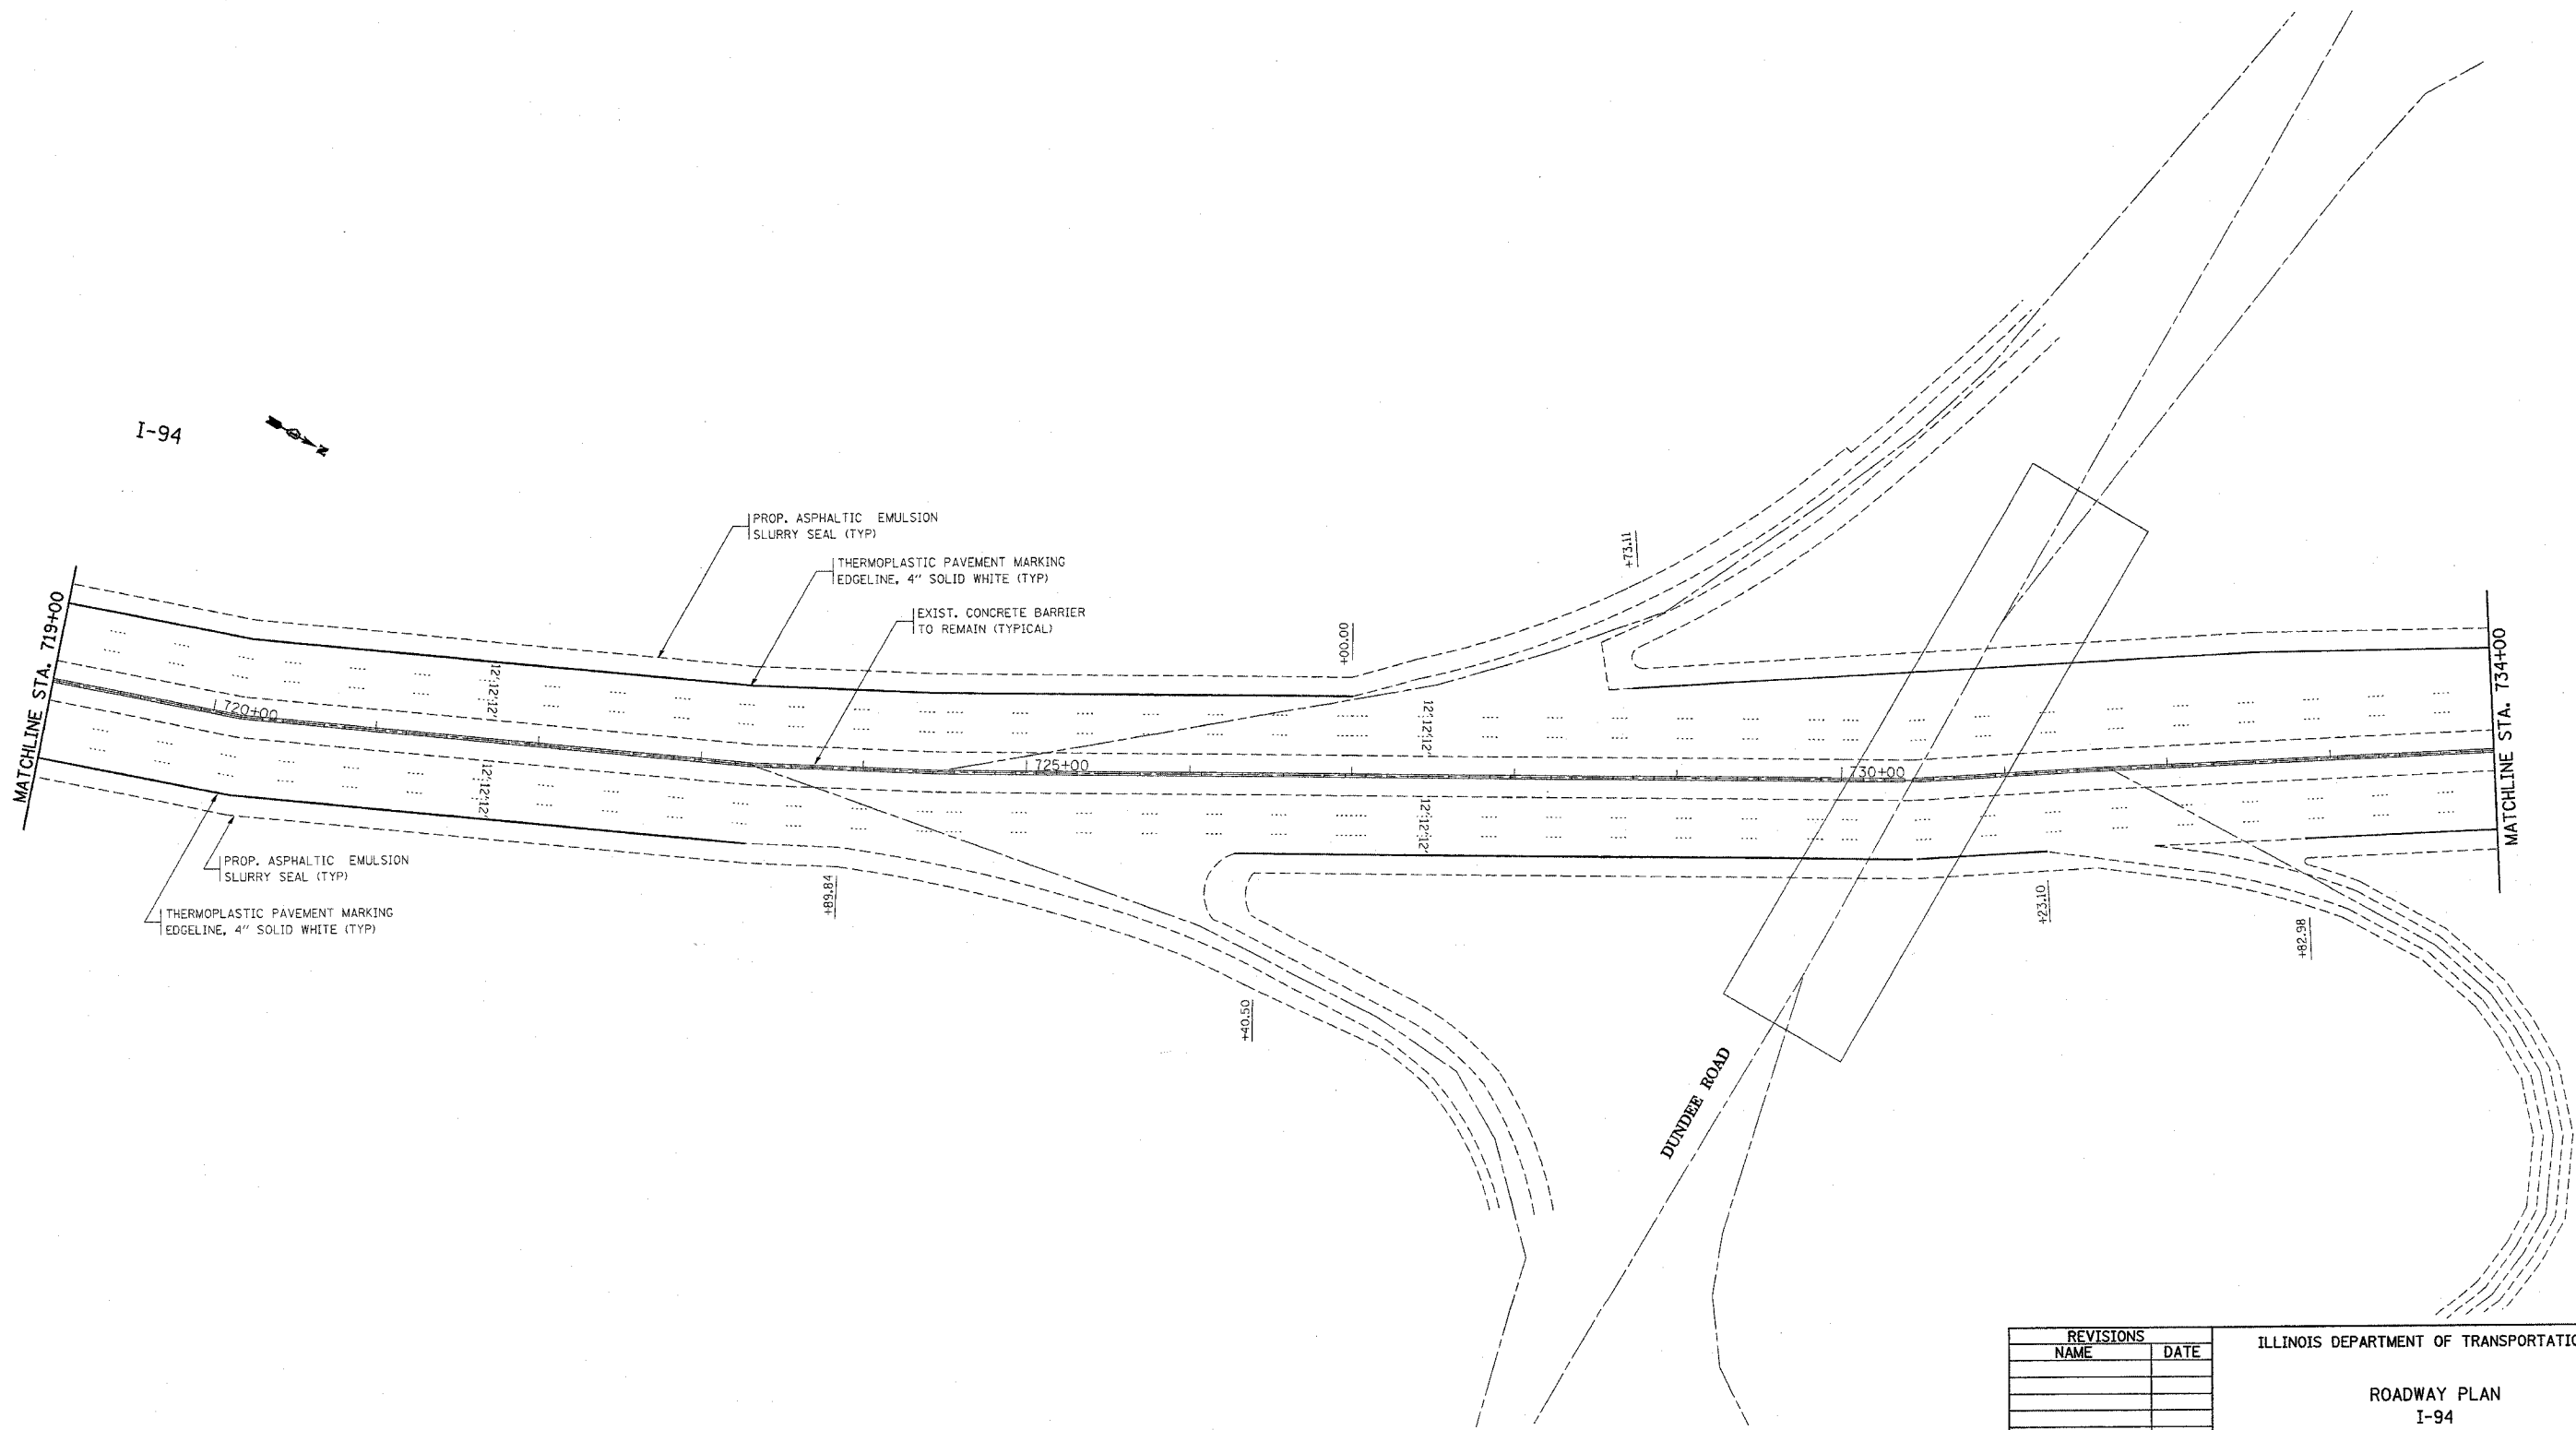 I-94
N
PROP. ASPHALTIC EMULSION
SLURRY SEAL (TYP)
THERMOPLASTIC PAVEMENT MARKING
EDGELINE, 4" SOLID WHITE (TYP)
EXIST. CONCRETE BARRIER
TO REMAIN (TYPICAL)
+73.11
+00.00
MATCHLINE STA. 719+00
MATCHLINE STA. 734+00
12'12'12'
12'12'12'
720+00
725+00
730+00
12'12'12'
12'12'12'
PROP. ASPHALTIC EMULSION
SLURRY SEAL (TYP)
THERMOPLASTIC PAVEMENT MARKING
EDGELINE, 4" SOLID WHITE (TYP)
+89.84
+40.50
+23.10
+82.98
DUNDEE ROAD
REVISIONS
NAME DATE
ILLINOIS DEPARTMENT OF TRANSPORTATIO
ROADWAY PLAN
I-94